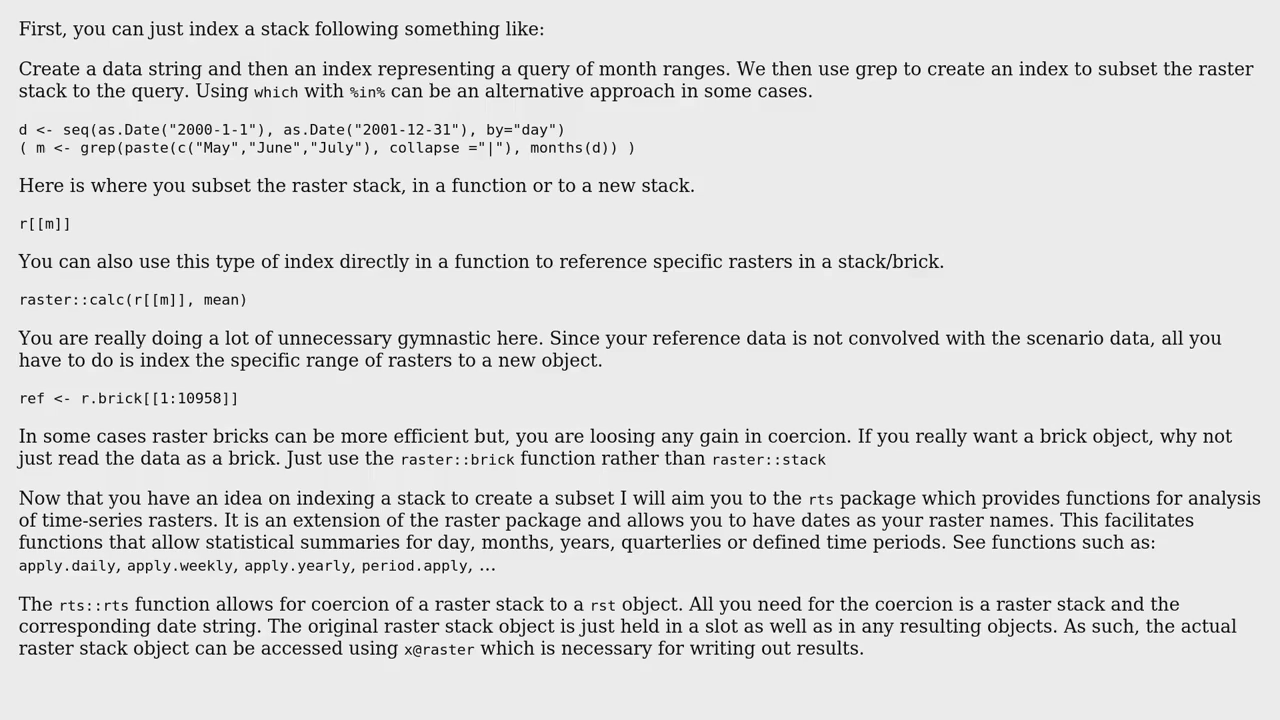 First, you can just index a stack following something like:
Create a data string and then an index representing a query of month ranges. We then use grep to create an index to subset the raster
stack to the query. Using which with %in% can be an alternative approach in some cases.
d <- seq(as.Date("2000-1-1"), as.Date("2001-12-31"), by="day")
( m <- grep(paste(c("May","June","July"), collapse ="|"), months(d)) )
Here is where you subset the raster stack, in a function or to a new stack.
r[[m]]
You can also use this type of index directly in a function to reference specific rasters in a stack/brick.
raster::calc(r[[m]], mean)
You are really doing a lot of unnecessary gymnastic here. Since your reference data is not convolved with the scenario data, all you
have to do is index the specific range of rasters to a new object.
ref <- r.brick[[1:10958]]
In some cases raster bricks can be more efficient but, you are loosing any gain in coercion. If you really want a brick object, why not
just read the data as a brick. Just use the raster::brick function rather than raster::stack
Now that you have an idea on indexing a stack to create a subset I will aim you to the rts package which provides functions for analysis
of time-series rasters. It is an extension of the raster package and allows you to have dates as your raster names. This facilitates
functions that allow statistical summaries for day, months, years, quarterlies or defined time periods. See functions such as:
apply.daily, apply.weekly, apply.yearly, period.apply, ...
The rts::rts function allows for coercion of a raster stack to a rst object. All you need for the coercion is a raster stack and the
corresponding date string. The original raster stack object is just held in a slot as well as in any resulting objects. As such, the actual
raster stack object can be accessed using x@raster which is necessary for writing out results.